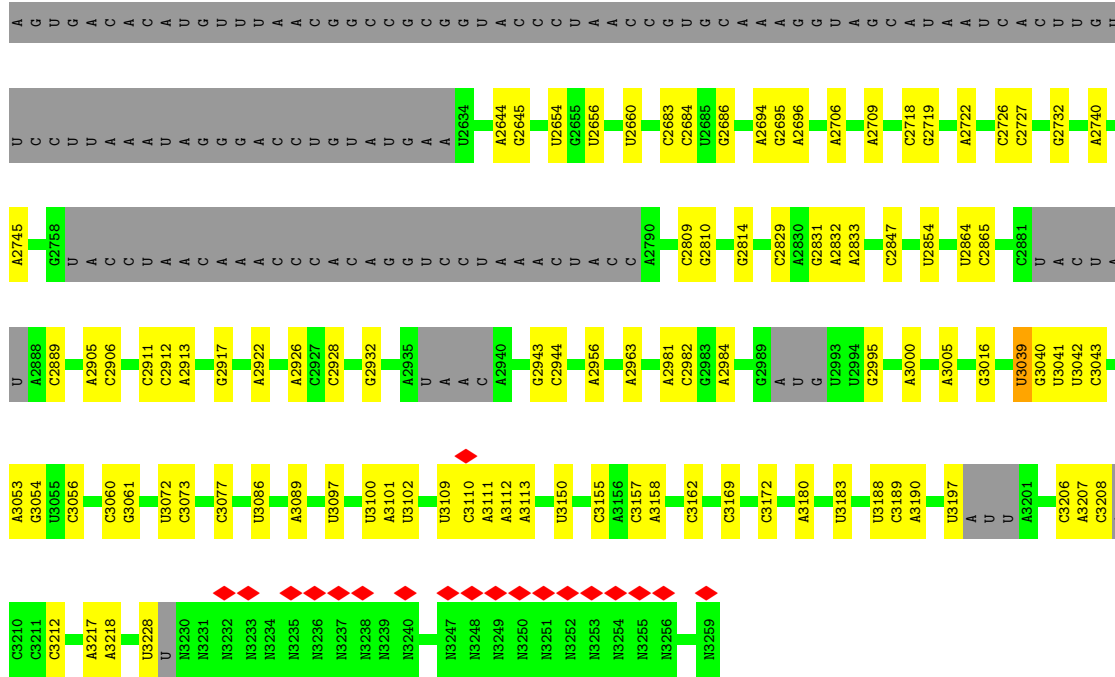 A G U G A C A C A U G U U U A A C G G C C G C G G U A C C C U A A C C G U G C A A A G G U A G C A U A A U C A C U U G U
U C C U U A A A U A G G G A C C U G U A U G A A U2634 A2644 G2645 U2654 G2655 U2656 U2660 C2683 C2684 U2685 G2686 A2694 G2695 A2696 A2706 A2709 C2718 G2719 A2722 C2726 C2727 G2732 A2740
A2745 G2758 U A C C U A A C A A A C C C A C A G G U C C U A A A C U A C C A2790 C2809 G2810 G2814 C2829 A2830 G2831 A2832 A2833 C2847 U2854 U2864 C2865 C2881 U A C U A
U A2888 C2889 A2905 C2906 C2911 C2912 A2913 G2917 A2922 A2926 C2927 C2928 G2932 A2935 U A A C A2940 G2943 C2944 A2956 A2963 A2981 C2982 G2983 A2984 G2989 A U G U2993 U2994 G2995 A3000 A3005 G3016 U3039 G3040 U3041 U3042 C3043
A3053 G3054 U3055 C3056 C3060 G3061 U3072 C3073 C3077 U3086 A3089 U3097 U3100 A3101 U3102 U3109 C3110 A3111 A3112 A3113 U3150 C3155 A3156 C3157 A3158 C3162 C3169 C3172 A3180 U3183 U3188 C3189 A3190 U3197 A U U A3201 C3206 A3207 C3208
C3210 C3211 C3212 A3217 A3218 U3228 U N3230 N3231 N3232 N3233 N3234 N3235 N3236 N3237 N3238 N3239 N3240 N3247 N3248 N3249 N3250 N3251 N3252 N3253 N3254 N3255 N3256 N3259